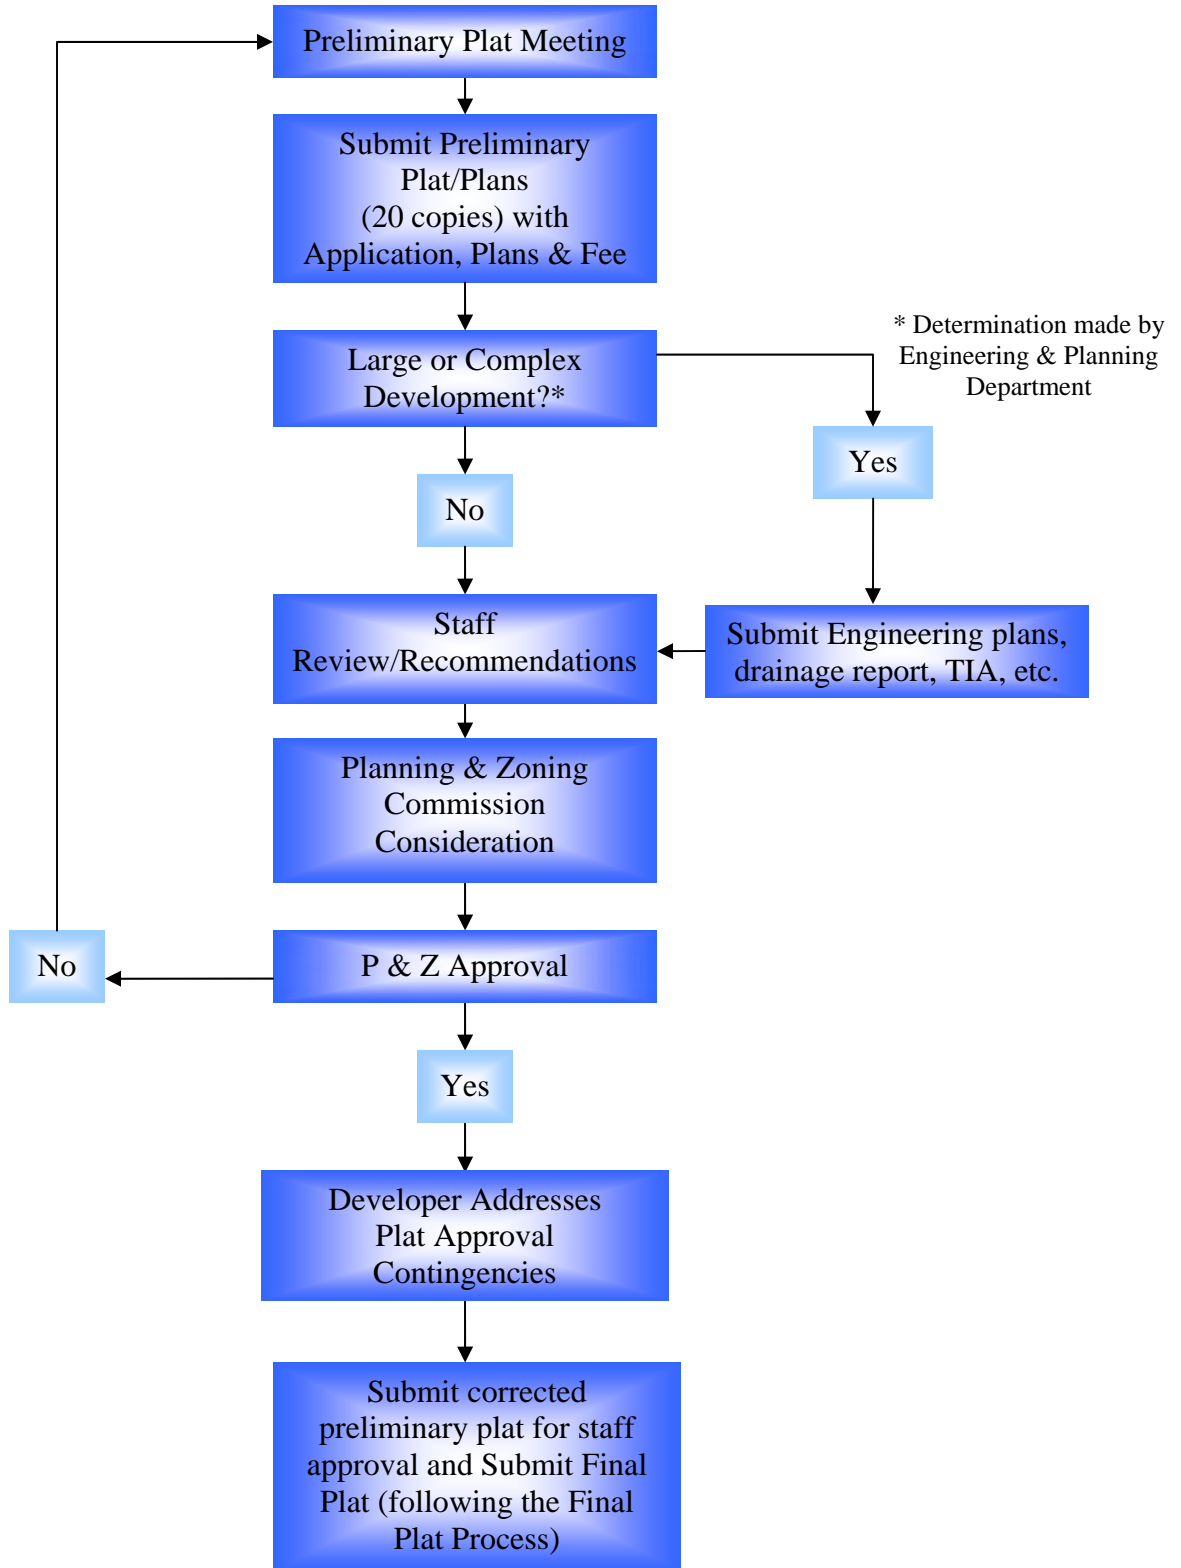 Preliminary Plat Meeting
Submit Preliminary
Plat/Plans
(20 copies) with
Application, Plans & Fee
Large or Complex
Development?*
* Determination made by
Engineering & Planning
Department
Yes
No
Staff
Review/Recommendations
Submit Engineering plans,
drainage report, TIA, etc.
Planning & Zoning
Commission
Consideration
P & Z Approval
No
Yes
Developer Addresses
Plat Approval
Contingencies
Submit corrected
preliminary plat for staff
approval and Submit Final
Plat (following the Final
Plat Process)